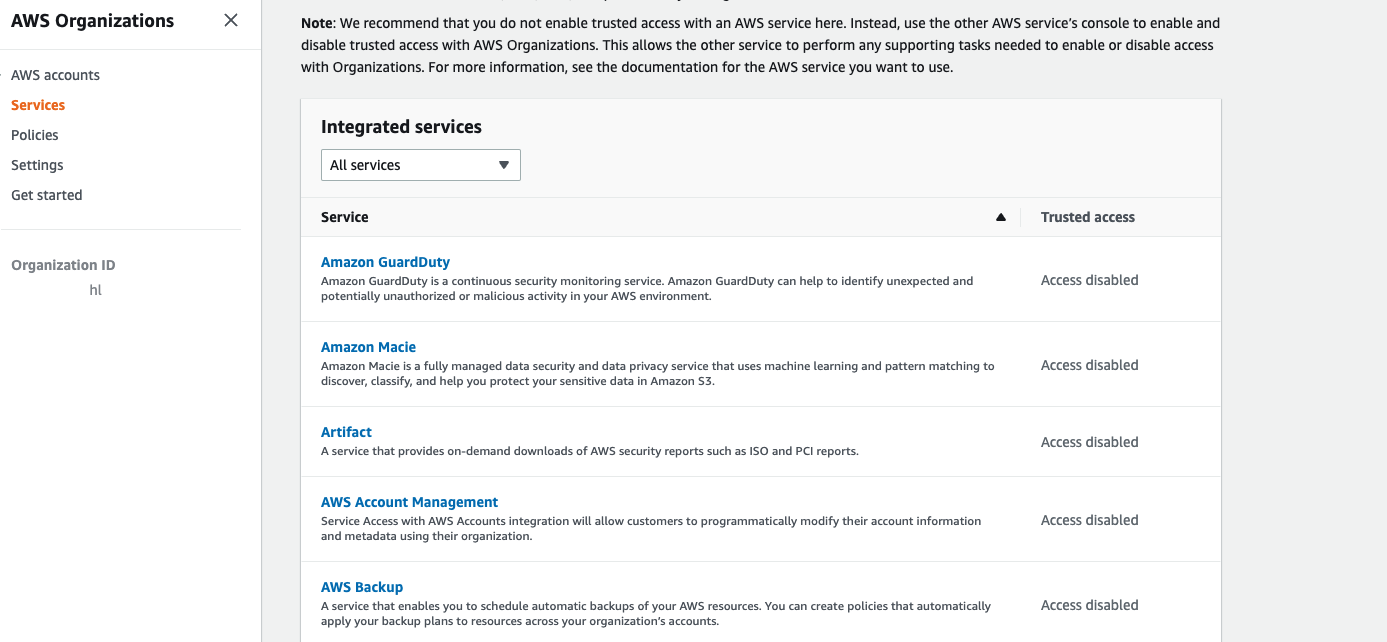 AWS Organizations
AWS accounts
Services
Policies
Settings
Get started
Organization ID
hl
Note: We recommend that you do not enable trusted access with an AWS service here. Instead, use the other AWS service's console to enable and
disable trusted access with AWS Organizations. This allows the other service to perform any supporting tasks needed to enable or disable access
with Organizations. For more information, see the documentation for the AWS service you want to use.
Integrated services
All services
Service
Trusted access
Amazon GuardDuty
Amazon GuardDuty is a continuous security monitoring service. Amazon GuardDuty can help to identify unexpected and
potentially unauthorized or malicious activity in your AWS environment.
Access disabled
Amazon Macie
Amazon Macie is a fully managed data security and data privacy service that uses machine learning and pattern matching to
discover, classify, and help you protect your sensitive data in Amazon S3.
Access disabled
Artifact
A service that provides on-demand downloads of AWS security reports such as ISO and PCI reports.
Access disabled
AWS Account Management
Service Access with AWS Accounts integration will allow customers to programmatically modify their account information
and metadata using their organization.
Access disabled
AWS Backup
A service that enables you to schedule automatic backups of your AWS resources. You can create policies that automatically
apply your backup plans to resources across your organization's accounts.
Access disabled